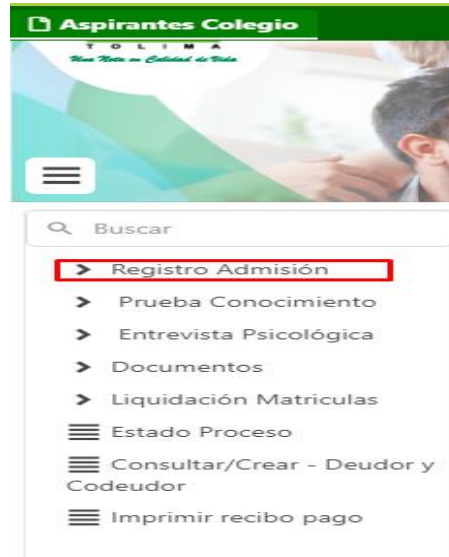 Aspirantes Colegio
TOLIMA
Una Nota en Calidad de Vida
Buscar
Registro Admisión
Prueba Conocimiento
Entrevista Psicológica
Documentos
Liquidación Matriculas
Estado Proceso
Consultar/Crear - Deudor y
Codeudor
Imprimir recibo pago